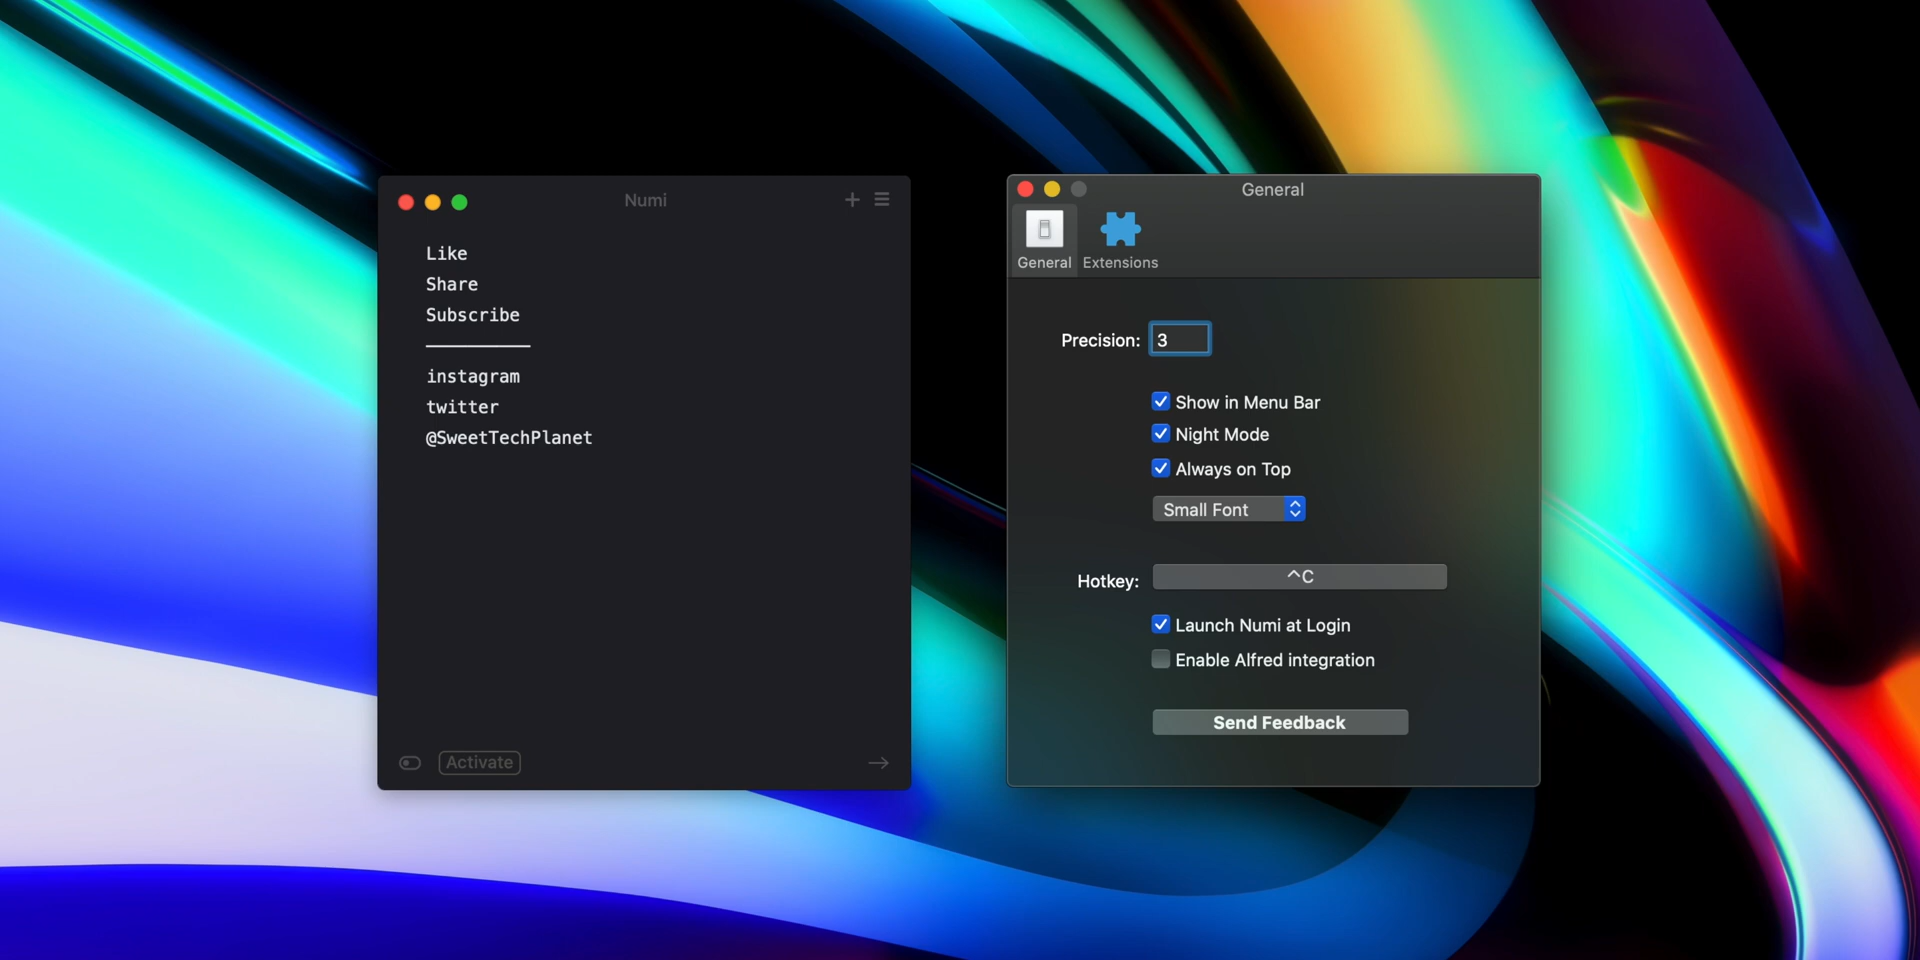 Numi
Like
Share
Subscribe
instagram
twitter
@SweetTechPlanet
Activate
General
General
Extensions
Precision: 3
Show in Menu Bar
Night Mode
Always on Top
Small Font
Hotkey: ^C
Launch Numi at Login
Enable Alfred integration
Send Feedback